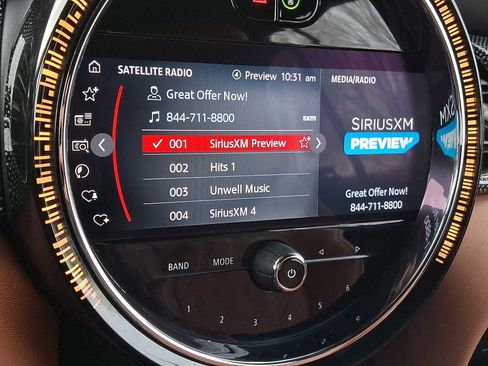 SATELLITE RADIO
Preview 10:31 am
MEDIA/RADIO
Great Offer Now!
844-711-8800
sxm
001 SiriusXM Preview
002 Hits 1
003 Unwell Music
004 SiriusXM 4
SIRIUSXM
PREVIEW
Great Offer Now!
844-711-8800
BAND
MODE
1 2 3 4 5 6